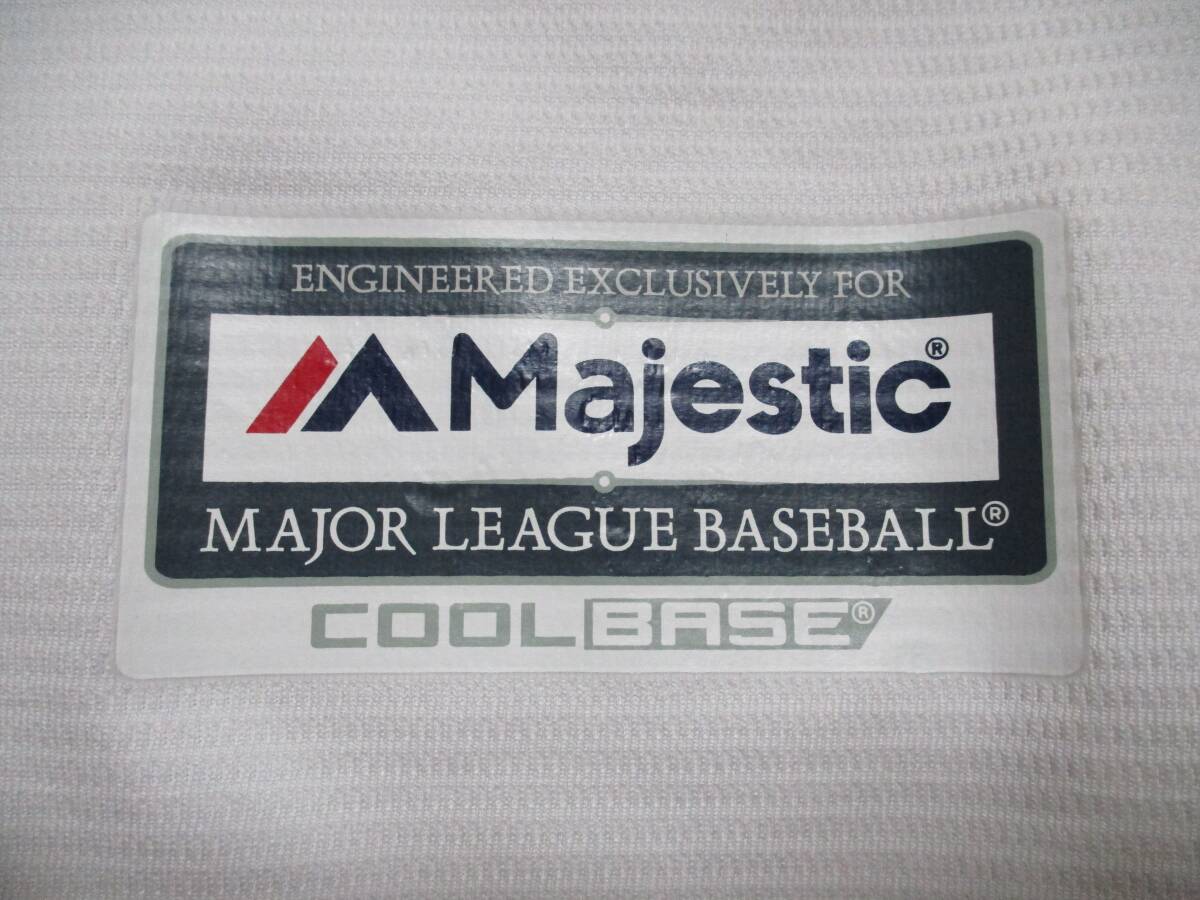 ENGINEERED EXCLUSIVELY FOR
Majestic®
MAJOR LEAGUE BASEBALL®
COOLBASE®